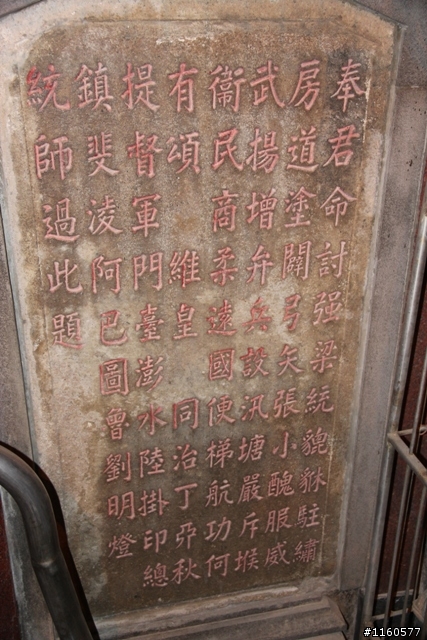 奉君命討强梁統貔貅駐繡
房道塗闢弓矢張小醜服威
武揚增弁兵設汛塘嚴斥堠
衞民商柔遠國便梯航功何
有頌 維皇 同治丁夘秋
提督軍門臺澎水陸掛印總
鎮斐淩阿巴圖魯劉明燈
統師過此題
#1160577